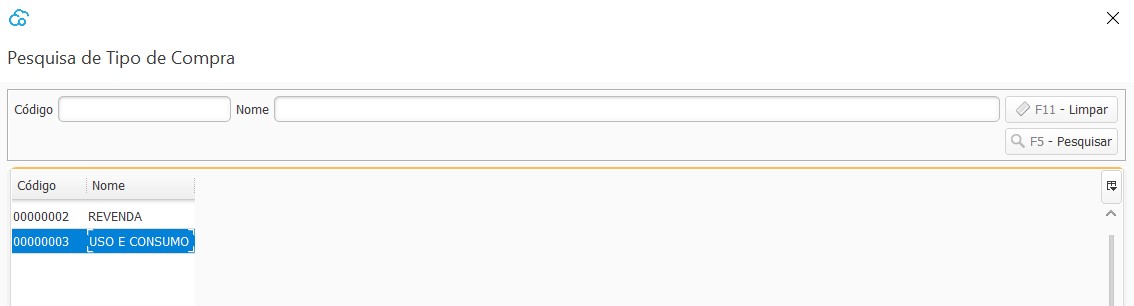 Pesquisa de Tipo de Compra
Código Nome F11 - Limpar
F5 - Pesquisar
Código Nome
00000002 REVENDA
00000003 USO E CONSUMO